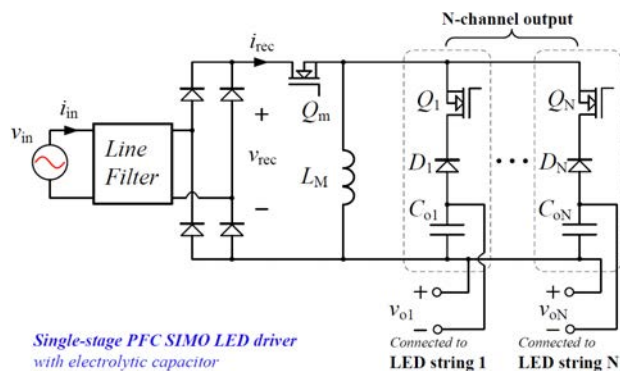 N-channel output
i_rec
Q_m
Q_1
Q_N
i_in
v_in
Line
Filter
+
v_rec
−
L_M
D_1
• • •
D_N
C_o1
C_oN
+
v_o1
−
+
v_oN
−
Single-stage PFC SIMO LED driver
with electrolytic capacitor
Connected to
LED string 1
Connected to
LED string N